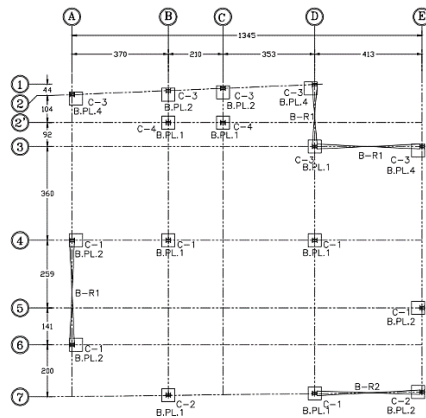 A B C D E
1345
370 210 353 413
1
44
2
104
2'
92
3
360
4
259
5
141
6
200
7
C-3
B.PL.4
C-3
B.PL.2
C-3
B.PL.2
C-3
B.PL.4
C-4
B.PL.1
C-4
B.PL.1
B-R1
C-3
B.PL.1
B-R1
C-3
B.PL.4
C-1
B.PL.2
C-1
B.PL.1
C-1
B.PL.1
B-R1
C-1
B.PL.2
C-1
B.PL.2
C-2
B.PL.1
B-R2
C-1
B.PL.1
C-2
B.PL.2